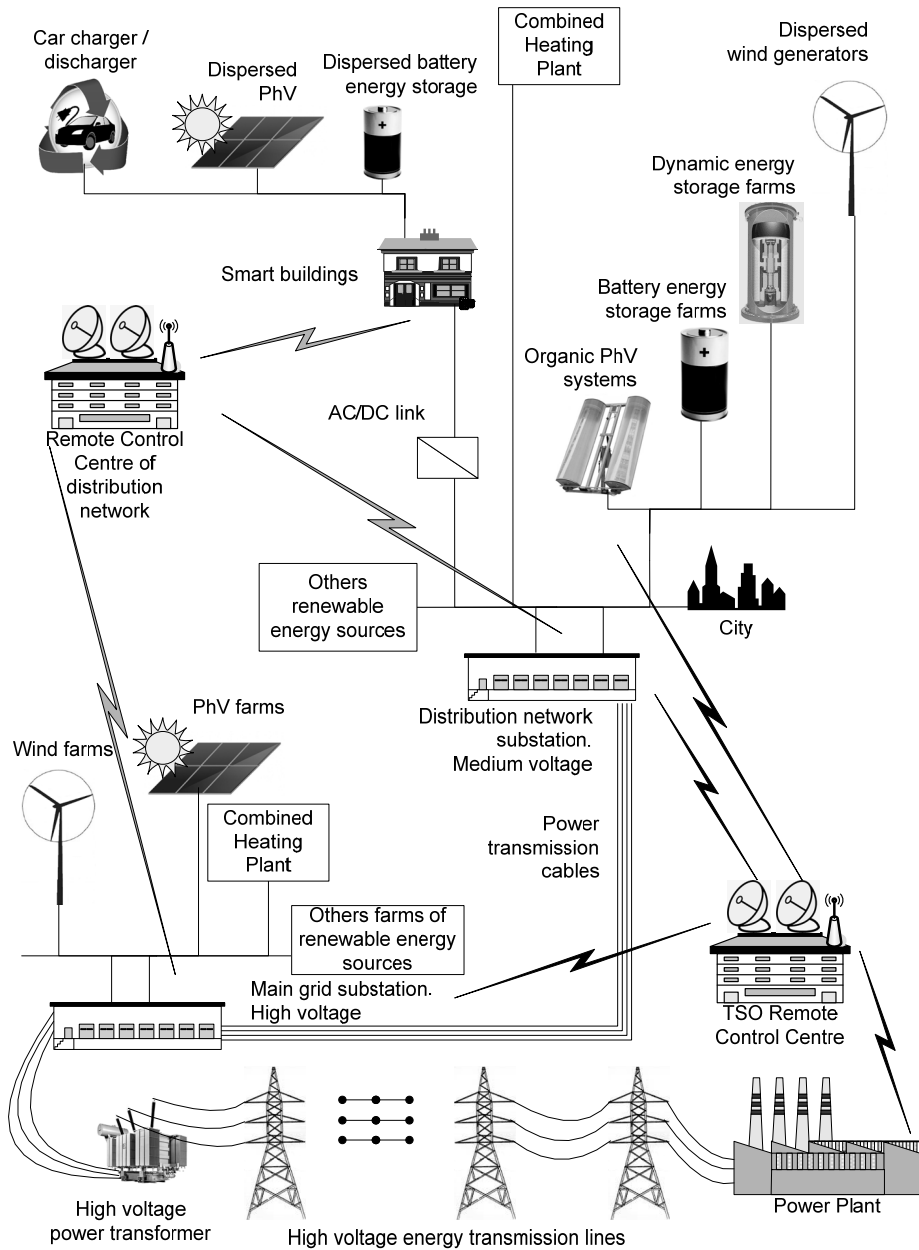 Car charger /
discharger
Dispersed
PhV
Dispersed battery
energy storage
Combined
Heating
Plant
Dispersed
wind generators
Dynamic energy
storage farms
Smart buildings
Battery energy
storage farms
Organic PhV
systems
AC/DC link
Remote Control
Centre of
distribution
network
Others
renewable
energy sources
City
PhV farms
Distribution network
substation.
Medium voltage
Wind farms
Combined
Heating
Plant
Power
transmission
cables
Others farms of
renewable energy
sources
Main grid substation.
High voltage
TSO Remote
Control Centre
High voltage
power transformer
High voltage energy transmission lines
Power Plant